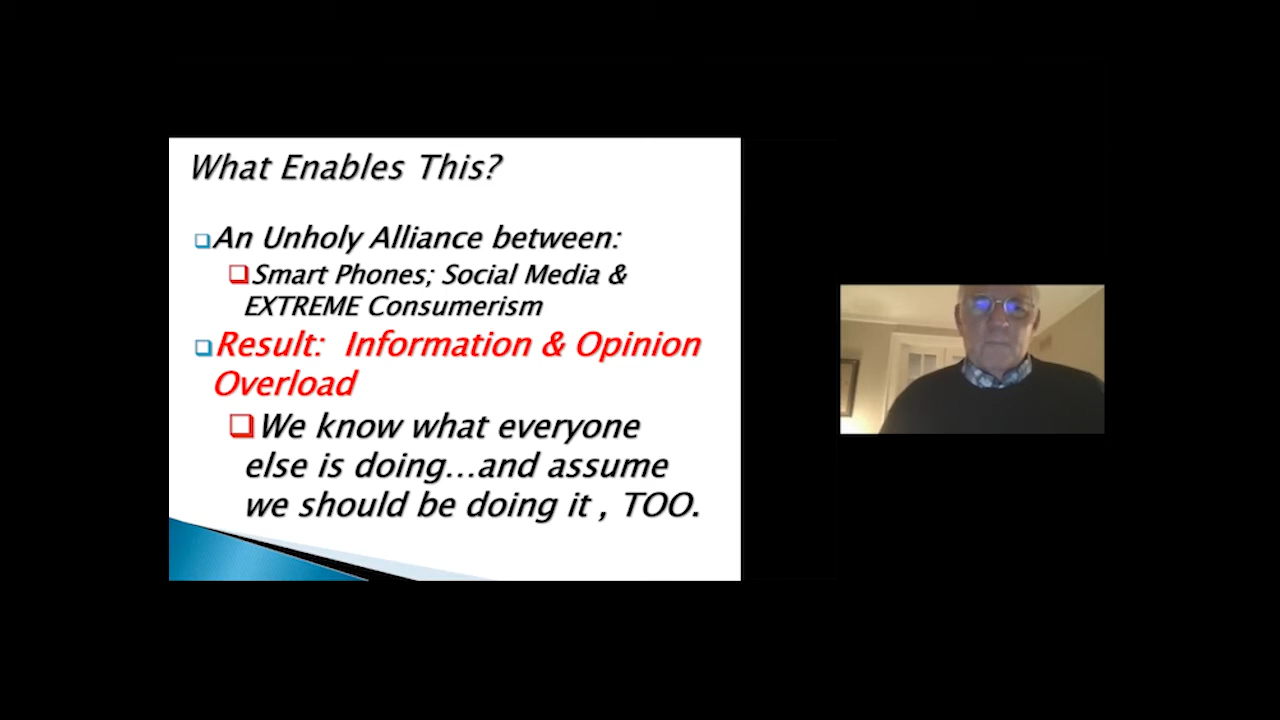 What Enables This?
An Unholy Alliance between:
Smart Phones; Social Media &
EXTREME Consumerism
Result: Information & Opinion
Overload
We know what everyone
else is doing...and assume
we should be doing it , TOO.